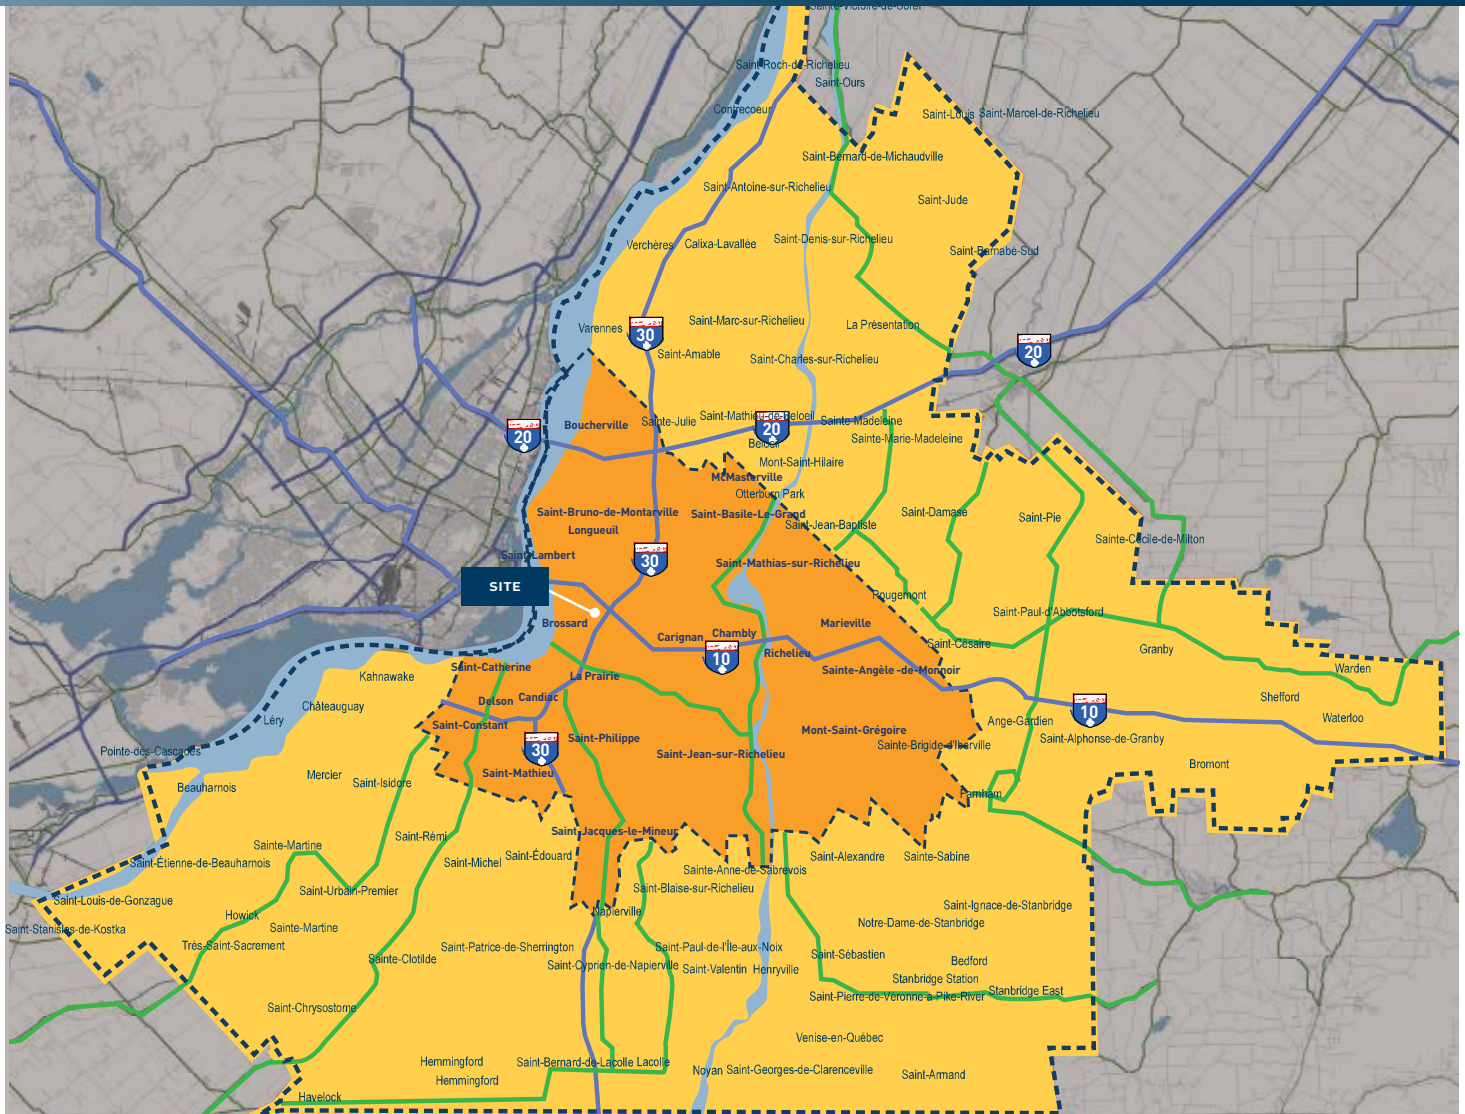 Sainte-Victoire-de-Sorel
Saint-Roch-de-Richelieu
Saint-Ours
Contrecoeur
Saint-Louis
Saint-Marcel-de-Richelieu
Saint-Bernard-de-Michaudville
Saint-Antoine-sur-Richelieu
Saint-Jude
Verchères
Calixa-Lavallée
Saint-Denis-sur-Richelieu
Saint-Barnabé-Sud
Varennes
30
Saint-Marc-sur-Richelieu
La Présentation
Saint-Amable
Saint-Charles-sur-Richelieu
20
Boucherville
Sainte-Julie
Saint-Mathieu-de-Beloeil
Sainte-Madeleine
20
20
Beloeil
Sainte-Marie-Madeleine
Mont-Saint-Hilaire
McMasterville
Otterburn Park
Saint-Bruno-de-Montarville
Saint-Basile-Le-Grand
Saint-Damase
Saint-Pie
Longueuil
Saint-Jean-Baptiste
Sainte-Cécile-de-Milton
Saint-Lambert
30
Saint-Mathias-sur-Richelieu
SITE
Rougemont
Saint-Paul-d'Abbotsford
Brossard
Carignan
Chambly
Marieville
Saint-Césaire
Granby
10
Richelieu
Saint-Catherine
Kahnawake
La Prairie
Sainte-Angèle -de-Monnoir
Warden
Shefford
Delson
Candiac
Châteauguay
Léry
Saint-Constant
10
Waterloo
Ange-Gardien
Mont-Saint-Grégoire
Saint-Philippe
Saint-Alphonse-de-Granby
Sainte-Brigide-d'Iberville
Pointe-des-Cascades
30
Saint-Jean-sur-Richelieu
Bromont
Mercier
Saint-Isidore
Saint-Mathieu
Beauharnois
Farnham
Saint-Rémi
Saint-Jacques-le-Mineur
Sainte-Martine
Saint-Étienne-de-Beauharnois
Saint-Michel
Saint-Édouard
Saint-Alexandre
Sainte-Sabine
Sainte-Anne-de-Sabrevois
Saint-Urbain-Premier
Saint-Blaise-sur-Richelieu
Saint-Louis-de-Gonzague
Howick
Napierville
Saint-Ignace-de-Stanbridge
Saint-Stanislas-de-Kostka
Sainte-Martine
Notre-Dame-de-Stanbridge
Très-Saint-Sacrement
Saint-Patrice-de-Sherrington
Saint-Paul-de-l'Île-aux-Noix
Sainte-Clotilde
Saint-Cyprien-de-Napierville
Saint-Valentin
Henryville
Saint-Sébastien
Bedford
Stanbridge Station
Stanbridge East
Saint-Pierre-de-Véronne-à-Pike-River
Saint-Chrysostome
Venise-en-Québec
Hemmingford
Saint-Bernard-de-Lacolle
Lacolle
Noyan
Saint-Georges-de-Clarenceville
Saint-Armand
Hemmingford
Havelock